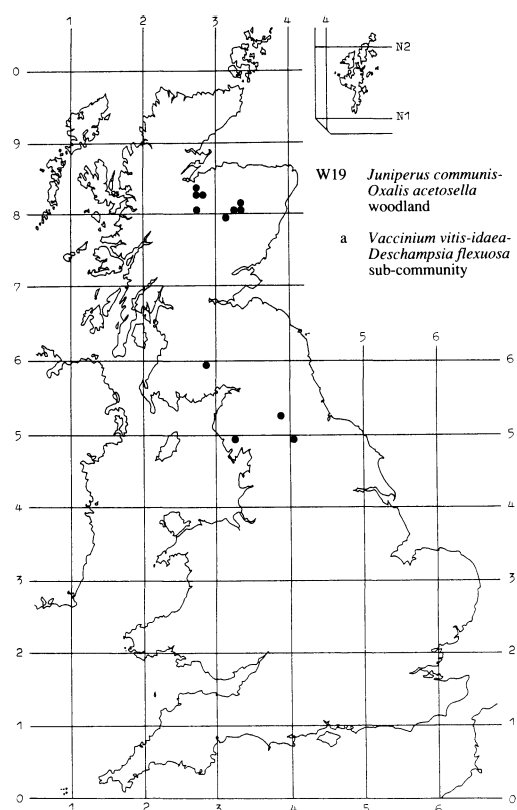 1 2 3 4 4
N2
0
N1
9
W19 Juniperus communis-
Oxalis acetosella
woodland
8
a Vaccinium vitis-idaea-
Deschampsia flexuosa
sub-community
7
5 6
6 6
5 5
4 4
3 3
2 2
1 1
0 0
1 2 3 4 5 6